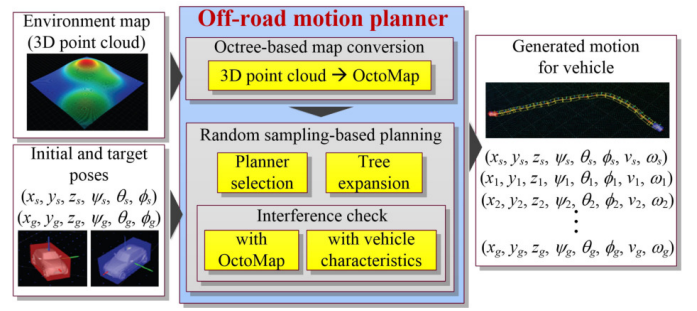 Environment map
(3D point cloud)
Initial and target
poses
(xs, ys, zs, ψs, θs, ϕs)
(xg, yg, zg, ψg, θg, ϕg)
Off-road motion planner
Octree-based map conversion
3D point cloud → OctoMap
Random sampling-based planning
Planner
selection
Tree
expansion
Interference check
with
OctoMap
with vehicle
characteristics
Generated motion
for vehicle
(xs, ys, zs, ψs, θs, ϕs, vs, ωs)
(x1, y1, z1, ψ1, θ1, ϕ1, v1, ω1)
(x2, y2, z2, ψ2, θ2, ϕ2, v2, ω2)
⋮
(xg, yg, zg, ψg, θg, ϕg, vg, ωg)